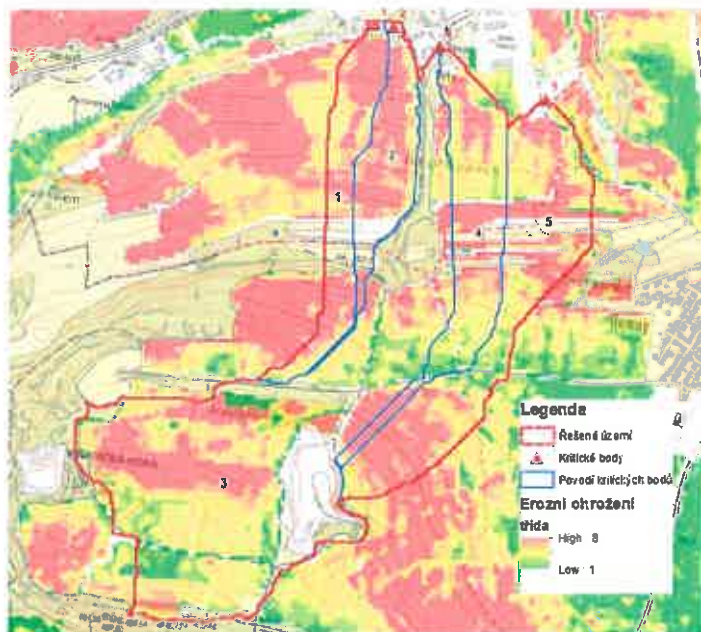 1
2
3
4
5
Legenda
Řešené území
Kritické body
Povodí kritických bodů
Erozní ohrožení
třída
High 8
Low 1